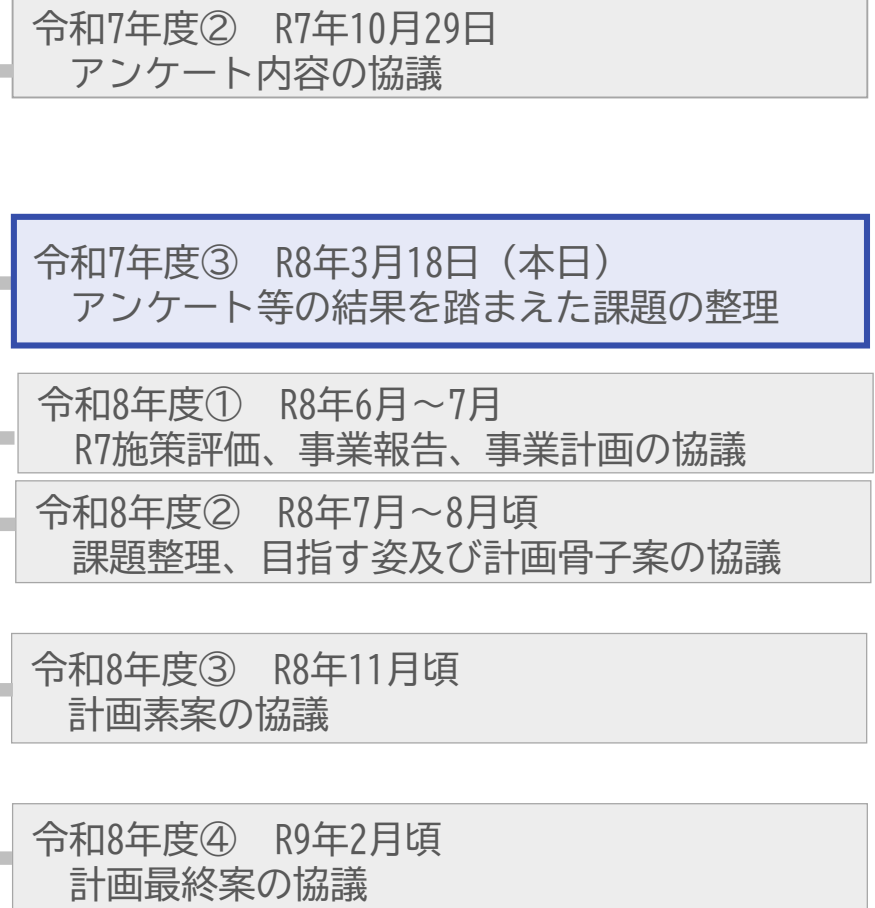 令和7年度②　R7年10月29日
アンケート内容の協議
令和7年度③　R8年3月18日（本日）
アンケート等の結果を踏まえた課題の整理
令和8年度①　R8年6月～7月
R7施策評価、事業報告、事業計画の協議
令和8年度②　R8年7月～8月頃
課題整理、目指す姿及び計画骨子案の協議
令和8年度③　R8年11月頃
計画素案の協議
令和8年度④　R9年2月頃
計画最終案の協議